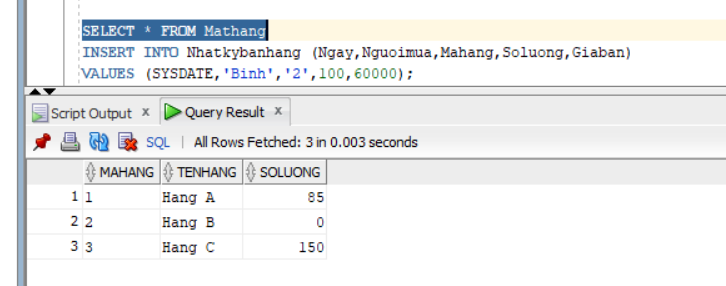 SELECT * FROM Mathang
INSERT INTO Nhatkybanhang (Ngay,Nguoimua,Mahang,Soluong,Giaban)
VALUES (SYSDATE,'Binh','2',100,60000);
Script Output x Query Result x
SQL | All Rows Fetched: 3 in 0.003 seconds
MAHANG TENHANG SOLUONG
1 1 Hang A 85
2 2 Hang B 0
3 3 Hang C 150